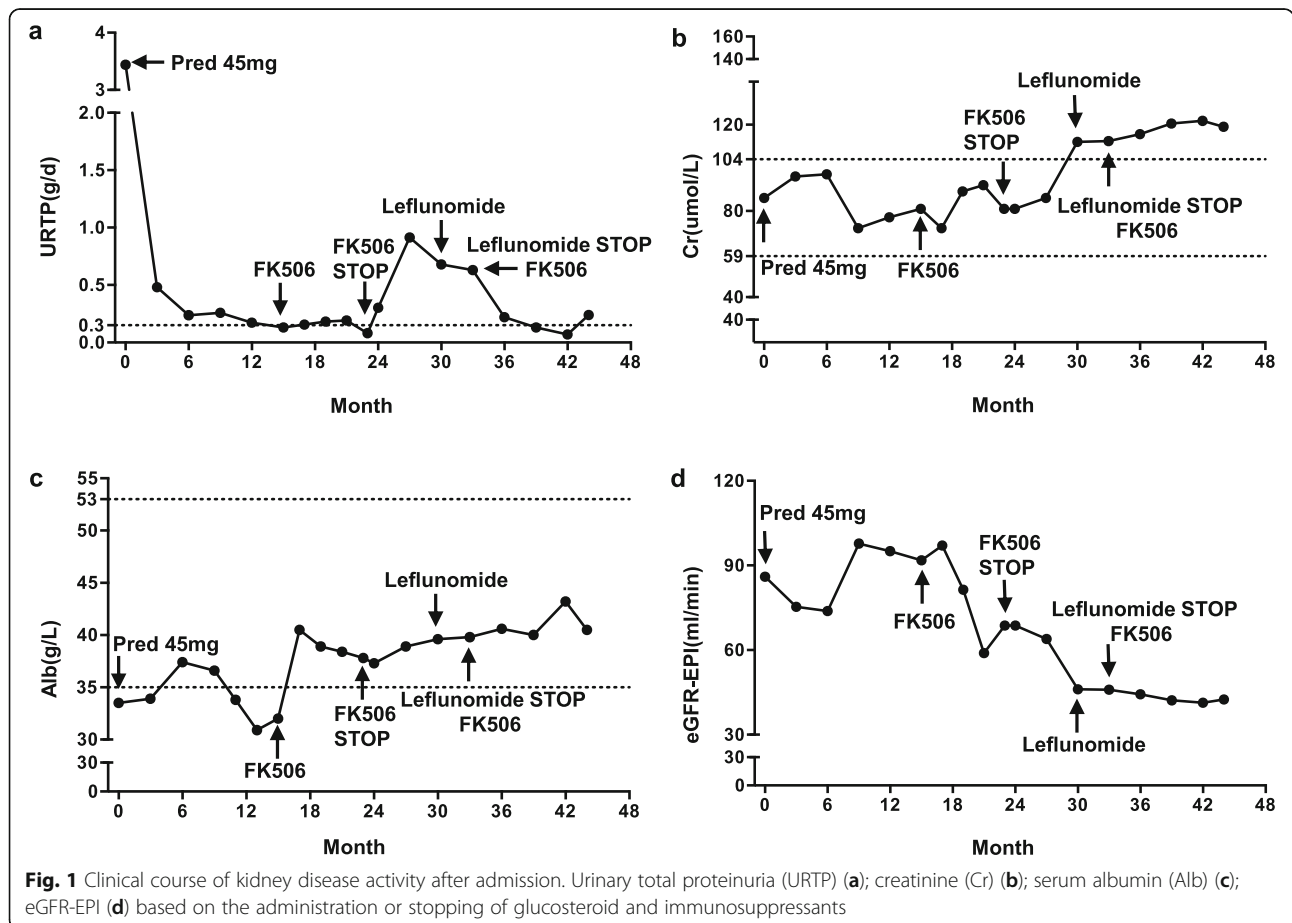 a
4
3
2.0
1.5
1.0
0.5
0.3
0.0
URTP(g/d)
Pred 45mg
FK506
FK506
STOP
Leflunomide
Leflunomide STOP
FK506
0 6 12 18 24 30 36 42 48
Month
b
160
140
120
104
80
59
40
40
Cr(umol/L)
Pred 45mg
FK506
FK506
STOP
Leflunomide
Leflunomide STOP
FK506
0 6 12 18 24 30 36 42 48
Month
c
55
53
50
45
40
35
30
30
0
Alb(g/L)
Pred 45mg
FK506
FK506
STOP
Leflunomide
Leflunomide STOP
FK506
0 6 12 18 24 30 36 42 48
Month
d
120
90
60
30
30
0
eGFR-EPI(ml/min)
Pred 45mg
FK506
FK506
STOP
Leflunomide
Leflunomide STOP
FK506
0 6 12 18 24 30 36 42 48
Month
Fig. 1 Clinical course of kidney disease activity after admission. Urinary total proteinuria (URTP) (a); creatinine (Cr) (b); serum albumin (Alb) (c);
eGFR-EPI (d) based on the administration or stopping of glucosteroid and immunosuppressants